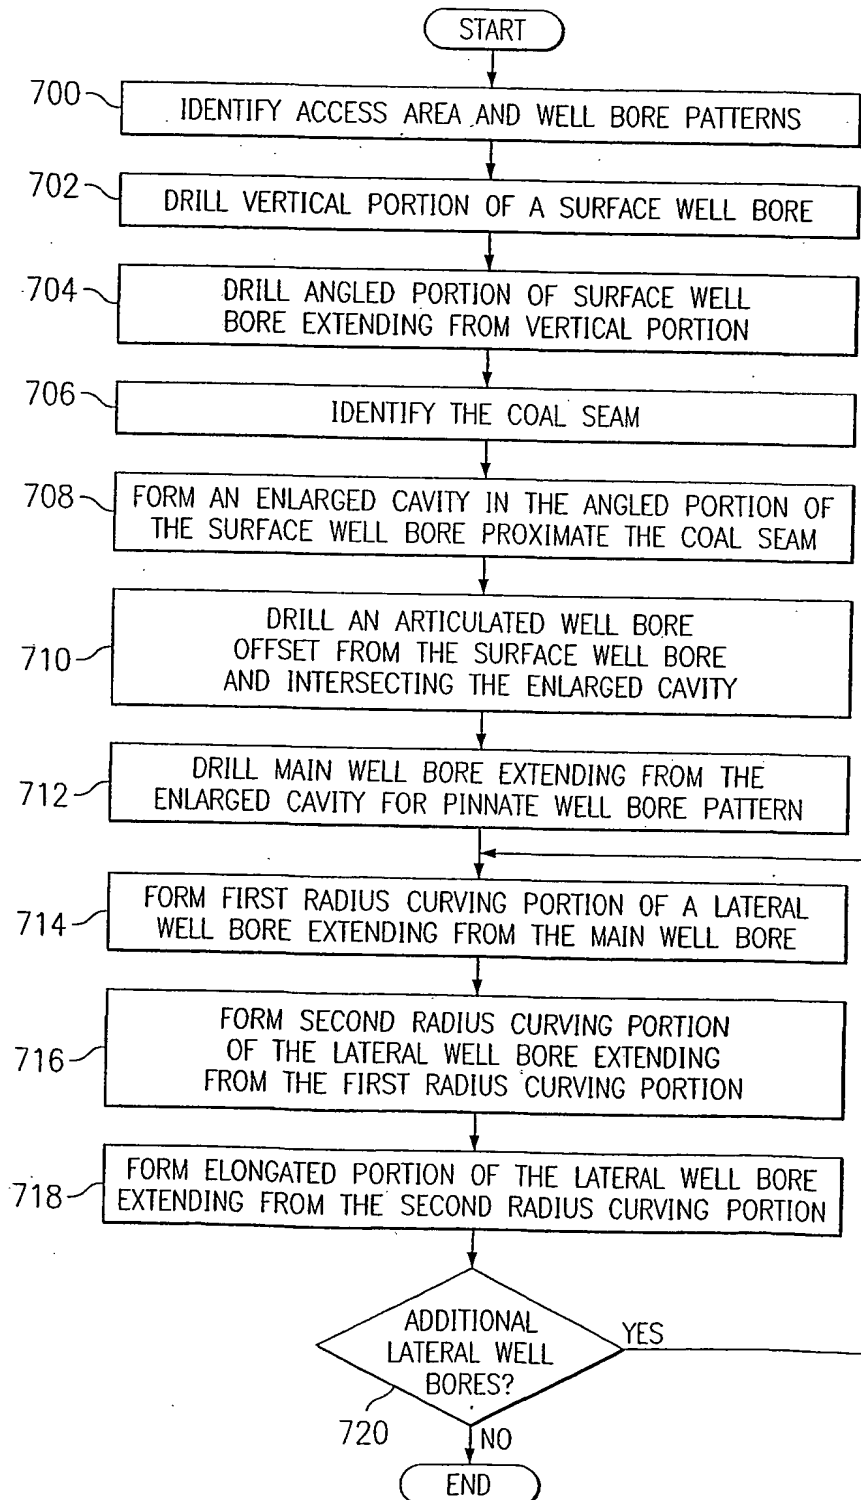 START
700
IDENTIFY ACCESS AREA AND WELL BORE PATTERNS
702
DRILL VERTICAL PORTION OF A SURFACE WELL BORE
704
DRILL ANGLED PORTION OF SURFACE WELL
BORE EXTENDING FROM VERTICAL PORTION
706
IDENTIFY THE COAL SEAM
708
FORM AN ENLARGED CAVITY IN THE ANGLED PORTION OF
THE SURFACE WELL BORE PROXIMATE THE COAL SEAM
710
DRILL AN ARTICULATED WELL BORE
OFFSET FROM THE SURFACE WELL BORE
AND INTERSECTING THE ENLARGED CAVITY
712
DRILL MAIN WELL BORE EXTENDING FROM THE
ENLARGED CAVITY FOR PINNATE WELL BORE PATTERN
714
FORM FIRST RADIUS CURVING PORTION OF A LATERAL
WELL BORE EXTENDING FROM THE MAIN WELL BORE
716
FORM SECOND RADIUS CURVING PORTION
OF THE LATERAL WELL BORE EXTENDING
FROM THE FIRST RADIUS CURVING PORTION
718
FORM ELONGATED PORTION OF THE LATERAL WELL BORE
EXTENDING FROM THE SECOND RADIUS CURVING PORTION
ADDITIONAL
LATERAL WELL
BORES?
YES
720
NO
END